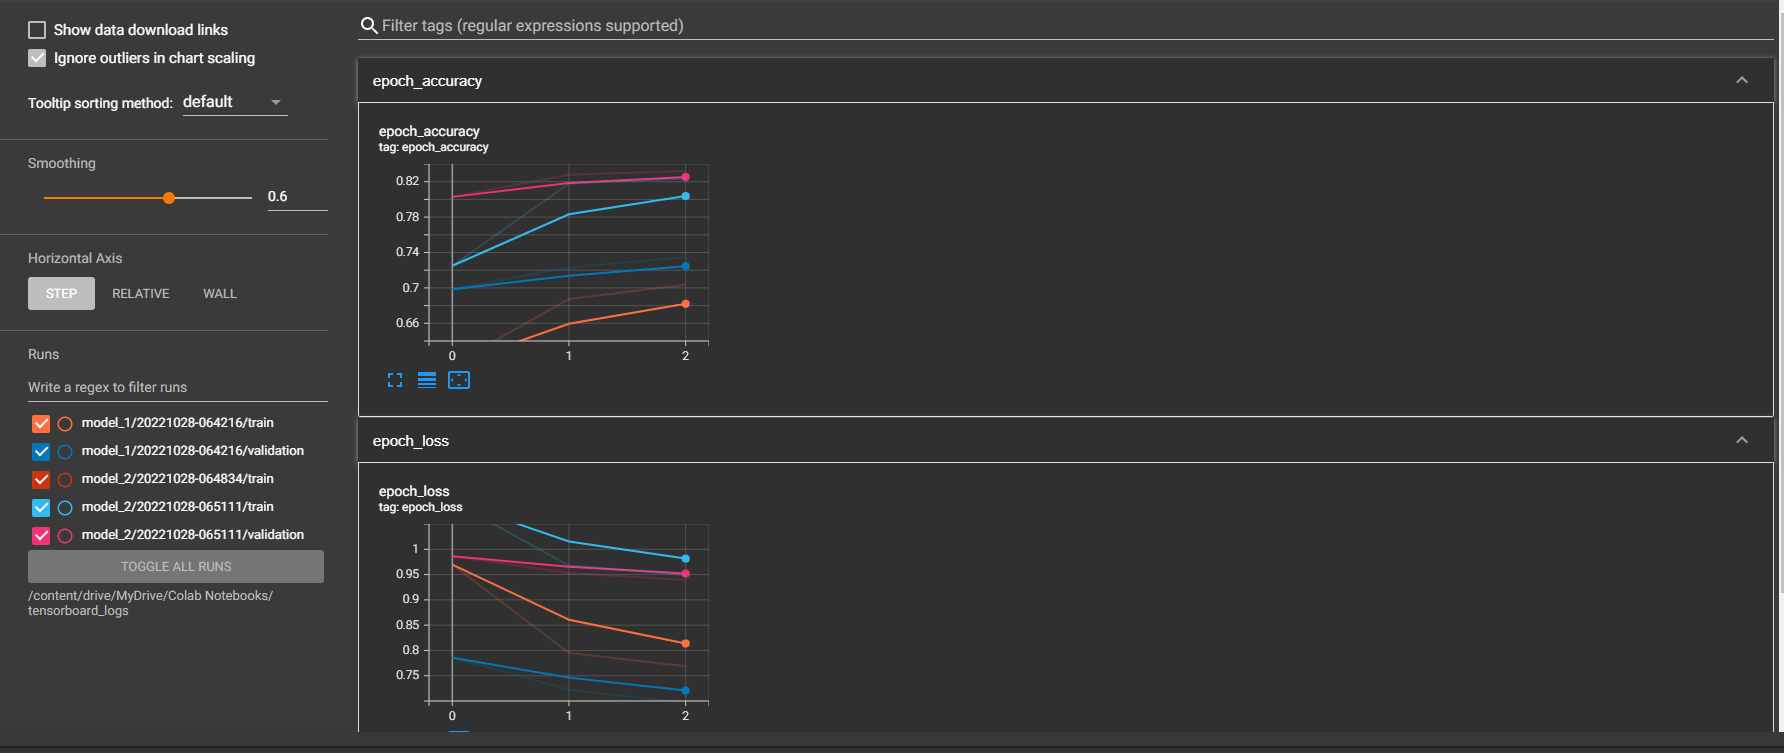 Show data download links
Ignore outliers in chart scaling
Tooltip sorting method: default
Smoothing
0.6
Horizontal Axis
STEP RELATIVE WALL
Runs
Write a regex to filter runs
model_1/20221028-064216/train
model_1/20221028-064216/validation
model_2/20221028-064834/train
model_2/20221028-065111/train
model_2/20221028-065111/validation
TOGGLE ALL RUNS
/content/drive/MyDrive/Colab Notebooks/
tensorboard_logs
Filter tags (regular expressions supported)
epoch_accuracy
epoch_accuracy
tag: epoch_accuracy
0.82
0.78
0.74
0.7
0.66
0 1 2
epoch_loss
epoch_loss
tag: epoch_loss
1
0.95
0.9
0.85
0.8
0.75
0 1 2